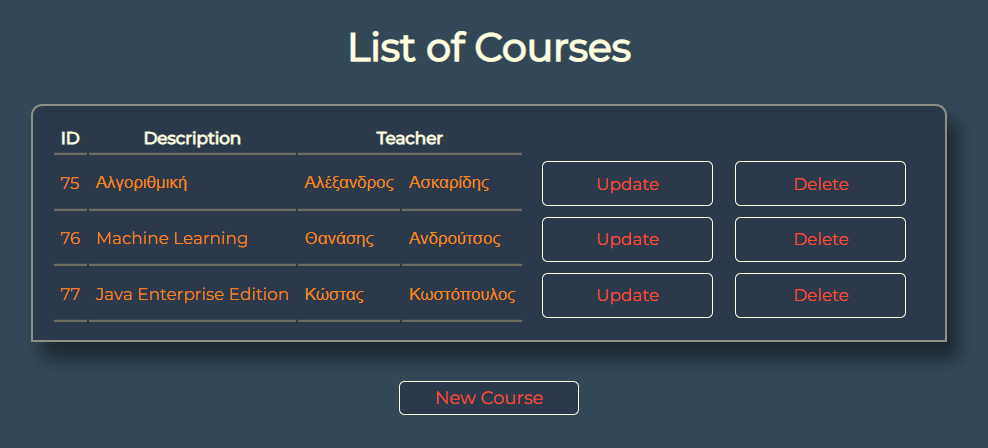 List of Courses
ID Description Teacher
75 Αλγοριθμική Αλέξανδρος Ασκαρίδης Update Delete
76 Machine Learning Θανάσης Ανδρούτσος Update Delete
77 Java Enterprise Edition Κώστας Κωστόπουλος Update Delete
New Course